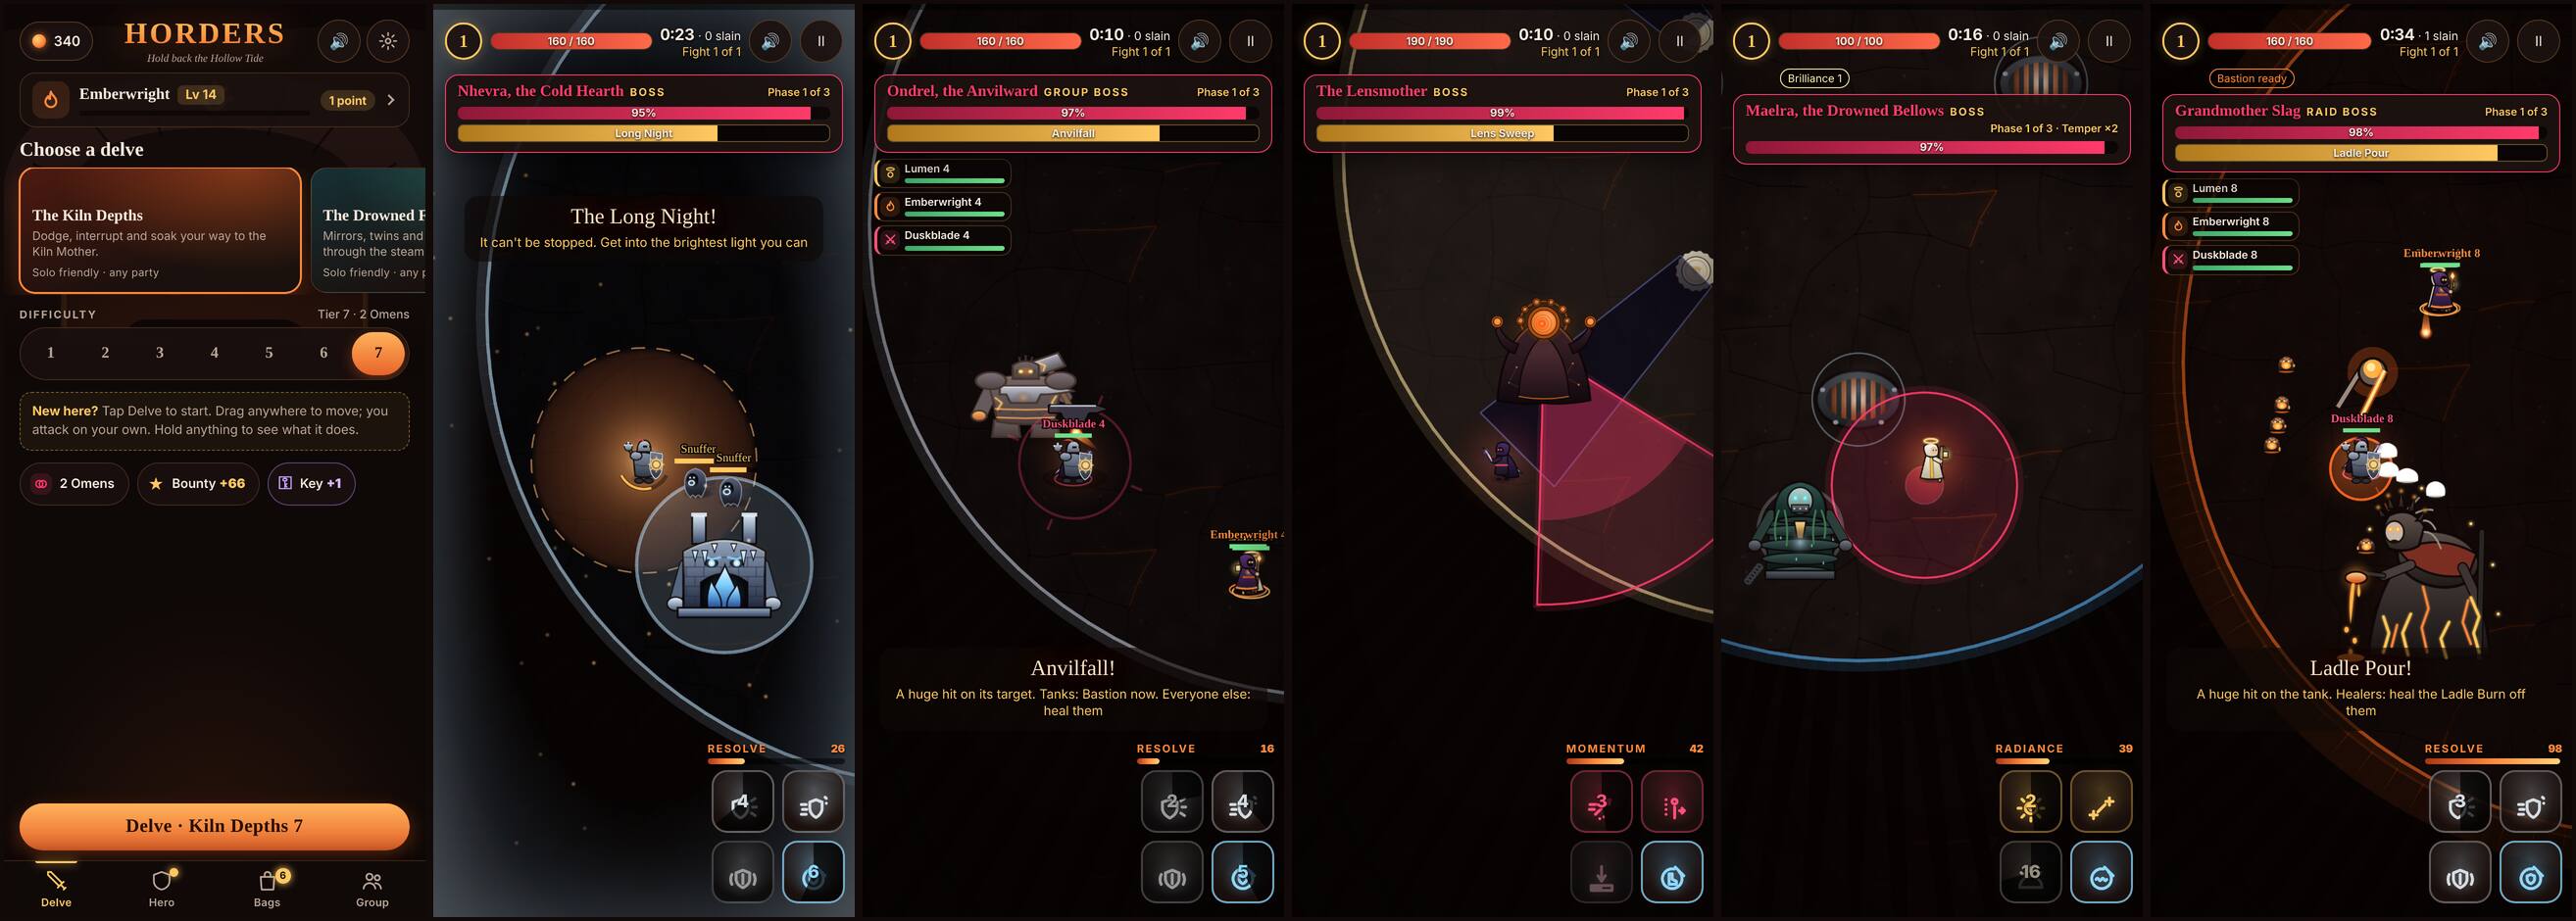 340
HORDERS
Hold back the Hollow Tide
Emberwright Lv 14
1 point
Choose a delve
The Kiln Depths
Dodge, interrupt and soak your way to the
Kiln Mother.
Solo friendly · any party
The Drowned F
Mirrors, twins and
through the steam
Solo friendly · any p
DIFFICULTY
Tier 7 · 2 Omens
1 2 3 4 5 6 7
New here? Tap Delve to start. Drag anywhere to move; you
attack on your own. Hold anything to see what it does.
2 Omens
Bounty +66
Key +1
Delve · Kiln Depths 7
Delve
Hero
6
Bags
Group
1
160 / 160
0:23 · 0 slain
Fight 1 of 1
Nhevra, the Cold Hearth BOSS
Phase 1 of 3
95%
Long Night
The Long Night!
It can't be stopped. Get into the brightest light you can
Snuffer
Snuffer
RESOLVE 26
4
6
1
160 / 160
0:10 · 0 slain
Fight 1 of 1
Ondrel, the Anvilward GROUP BOSS
Phase 1 of 3
97%
Anvilfall
Lumen 4
Emberwright 4
Duskblade 4
Duskblade 4
Emberwright 4
Anvilfall!
A huge hit on its target. Tanks: Bastion now. Everyone else:
heal them
RESOLVE 16
2
4
5
1
190 / 190
0:10 · 0 slain
Fight 1 of 1
The Lensmother BOSS
Phase 1 of 3
99%
Lens Sweep
MOMENTUM 42
3
1
100 / 100
0:16 · 0 slain
Fight 1 of 1
Brilliance 1
Maelra, the Drowned Bellows BOSS
Phase 1 of 3 · Temper ×2
97%
RADIANCE 39
2
16
1
160 / 160
0:34 · 1 slain
Fight 1 of 1
Bastion ready
Grandmother Slag RAID BOSS
Phase 1 of 3
98%
Ladle Pour
Lumen 8
Emberwright 8
Duskblade 8
Emberwright 8
Duskblade 8
Ladle Pour!
A huge hit on the tank. Healers: heal the Ladle Burn off
them
RESOLVE 98
3